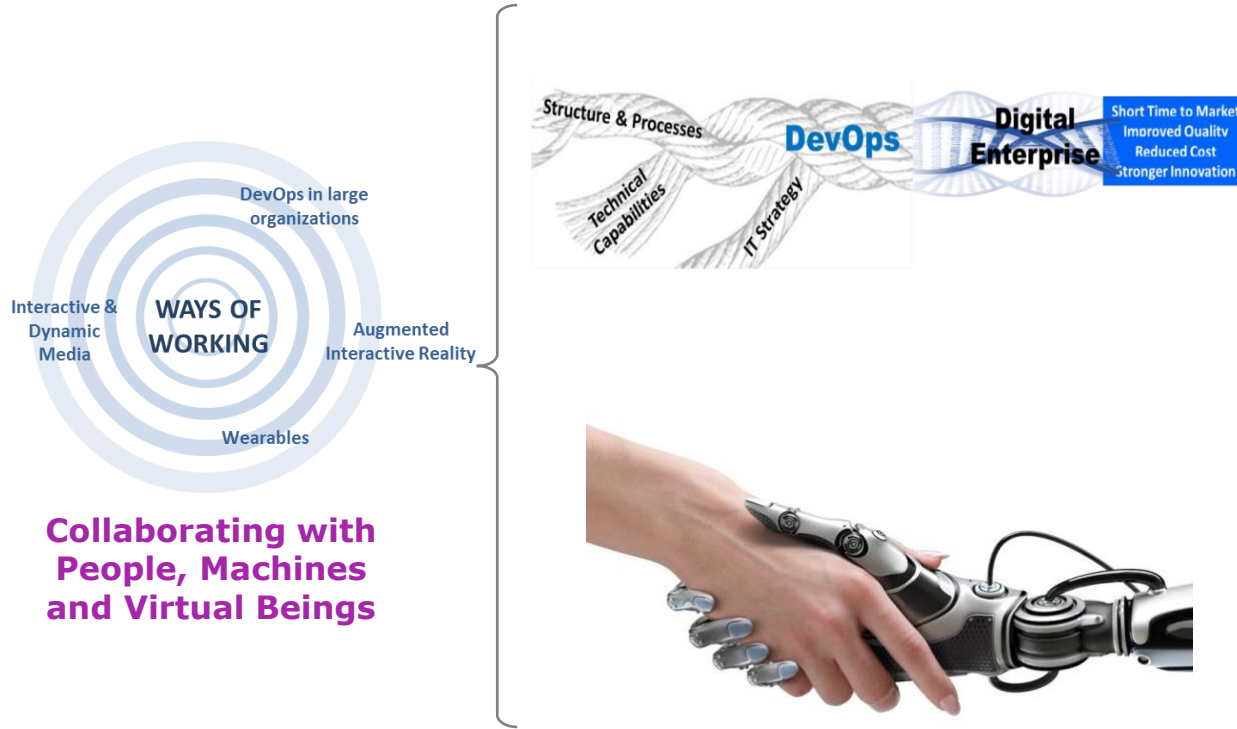 DevOps in large
organizations
Interactive &
Dynamic
Media
WAYS OF
WORKING
Augmented
Interactive Reality
Wearables
Collaborating with
People, Machines
and Virtual Beings
Structure & Processes
Technical
Capabilities
IT Strategy
DevOps
Digital
Enterprise
Short Time to Market
Improved Quality
Reduced Cost
Stronger Innovation